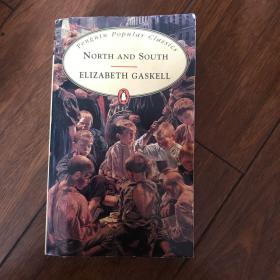 Penguin Popular Classics
NORTH AND SOUTH
ELIZABETH GASKELL